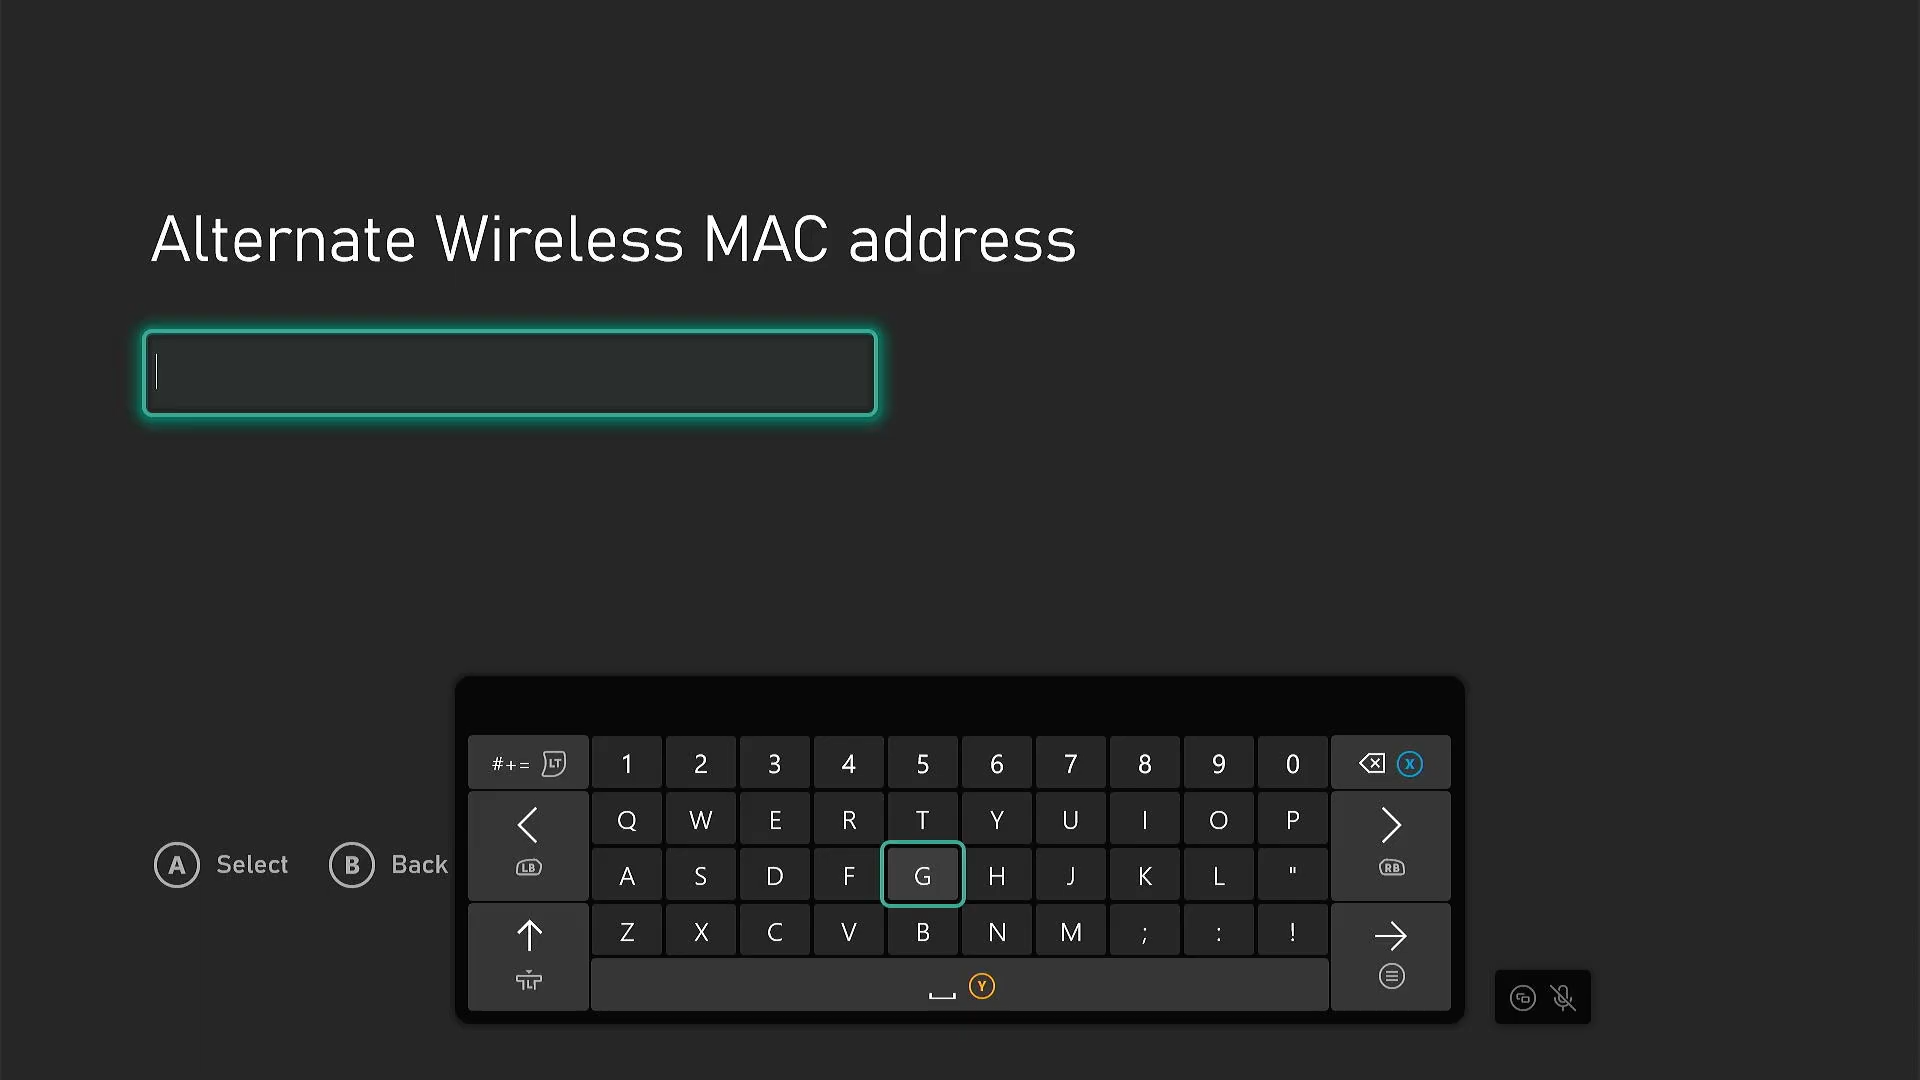 Alternate Wireless MAC address
#+= LT 1 2 3 4 5 6 7 8 9 0 X
Q W E R T Y U I O P
A Select B Back LB A S D F G H J K L " RB
Z X C V B N M ; : !
Y